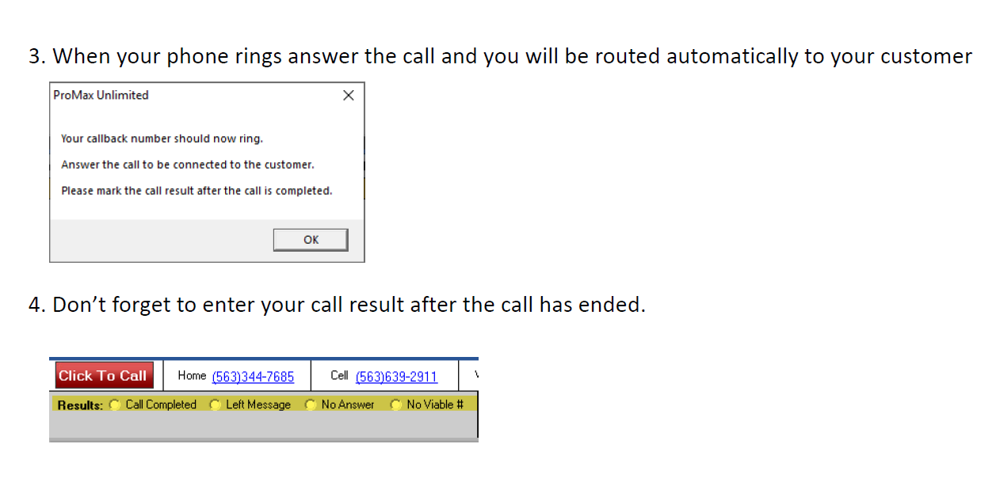 3. When your phone rings answer the call and you will be routed automatically to your customer
ProMax Unlimited
Your callback number should now ring.
Answer the call to be connected to the customer.
Please mark the call result after the call is completed.
OK
4. Don’t forget to enter your call result after the call has ended.
Click To Call Home (563)344-7685 Cell (563)639-2911
Results: Call Completed Left Message No Answer No Viable #